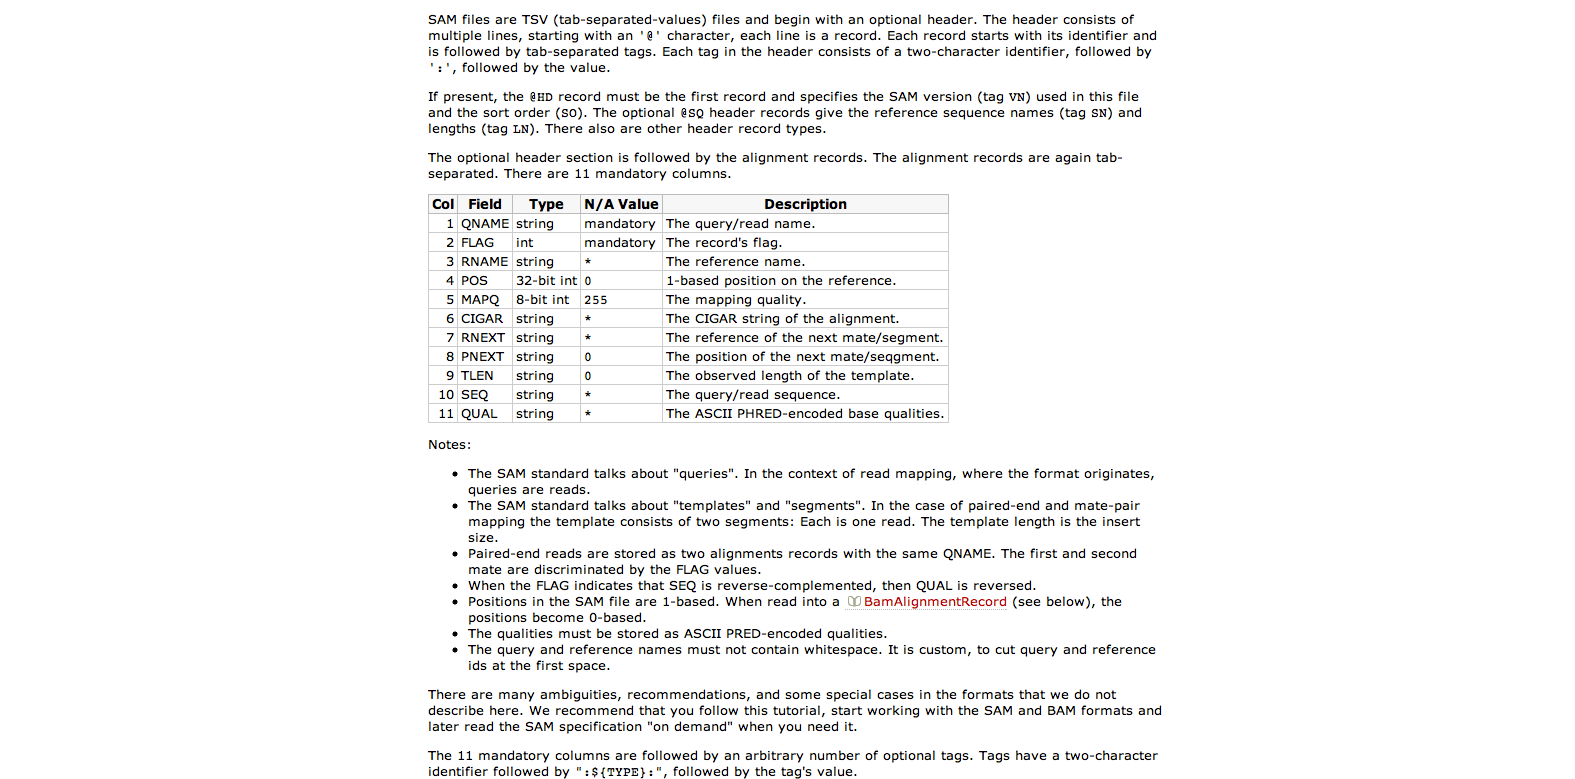 SAM files are TSV (tab-separated-values) files and begin with an optional header. The header consists of
multiple lines, starting with an '@' character, each line is a record. Each record starts with its identifier and
is followed by tab-separated tags. Each tag in the header consists of a two-character identifier, followed by
':', followed by the value.
If present, the @HD record must be the first record and specifies the SAM version (tag VN) used in this file
and the sort order (SO). The optional @SQ header records give the reference sequence names (tag SN) and
lengths (tag LN). There also are other header record types.
The optional header section is followed by the alignment records. The alignment records are again tab-
separated. There are 11 mandatory columns.
Col Field Type N/A Value Description
1 QNAME string mandatory The query/read name.
2 FLAG int mandatory The record's flag.
3 RNAME string * The reference name.
4 POS 32-bit int 0 1-based position on the reference.
5 MAPQ 8-bit int 255 The mapping quality.
6 CIGAR string * The CIGAR string of the alignment.
7 RNEXT string * The reference of the next mate/segment.
8 PNEXT string 0 The position of the next mate/seqgment.
9 TLEN string 0 The observed length of the template.
10 SEQ string * The query/read sequence.
11 QUAL string * The ASCII PHRED-encoded base qualities.
Notes:
• The SAM standard talks about "queries". In the context of read mapping, where the format originates,
queries are reads.
• The SAM standard talks about "templates" and "segments". In the case of paired-end and mate-pair
mapping the template consists of two segments: Each is one read. The template length is the insert
size.
• Paired-end reads are stored as two alignments records with the same QNAME. The first and second
mate are discriminated by the FLAG values.
• When the FLAG indicates that SEQ is reverse-complemented, then QUAL is reversed.
• Positions in the SAM file are 1-based. When read into a BamAlignmentRecord (see below), the
positions become 0-based.
• The qualities must be stored as ASCII PRED-encoded qualities.
• The query and reference names must not contain whitespace. It is custom, to cut query and reference
ids at the first space.
There are many ambiguities, recommendations, and some special cases in the formats that we do not
describe here. We recommend that you follow this tutorial, start working with the SAM and BAM formats and
later read the SAM specification "on demand" when you need it.
The 11 mandatory columns are followed by an arbitrary number of optional tags. Tags have a two-character
identifier followed by ":${TYPE}:", followed by the tag's value.